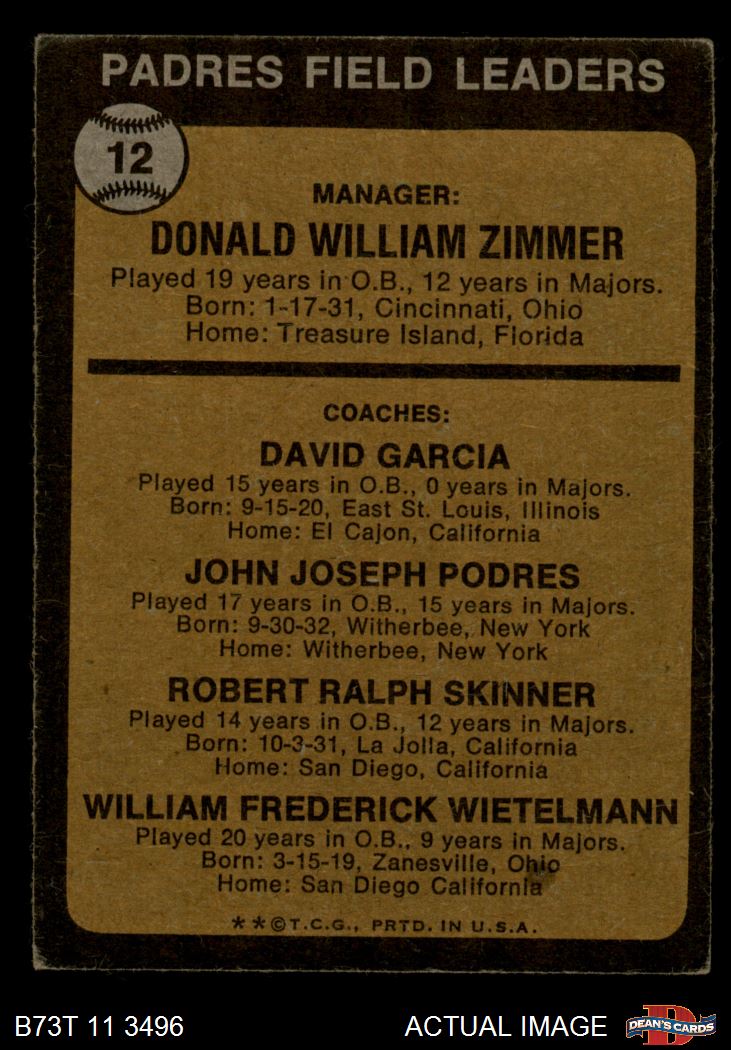 PADRES FIELD LEADERS
12
MANAGER:
DONALD WILLIAM ZIMMER
Played 19 years in O.B., 12 years in Majors.
Born: 1-17-31, Cincinnati, Ohio
Home: Treasure Island, Florida
COACHES:
DAVID GARCIA
Played 15 years in O.B., 0 years in Majors.
Born: 9-15-20, East St. Louis, Illinois
Home: El Cajon, California
JOHN JOSEPH PODRES
Played 17 years in O.B., 15 years in Majors.
Born: 9-30-32, Witherbee, New York
Home: Witherbee, New York
ROBERT RALPH SKINNER
Played 14 years in O.B., 12 years in Majors.
Born: 10-3-31, La Jolla, California
Home: San Diego, California
WILLIAM FREDERICK WIETELMANN
Played 20 years in O.B., 9 years in Majors.
Born: 3-15-19, Zanesville, Ohio
Home: San Diego California
**©T.C.G., PRTD. IN U.S.A.
B73T 11 3496
ACTUAL IMAGE
D
DEAN'S CARDS